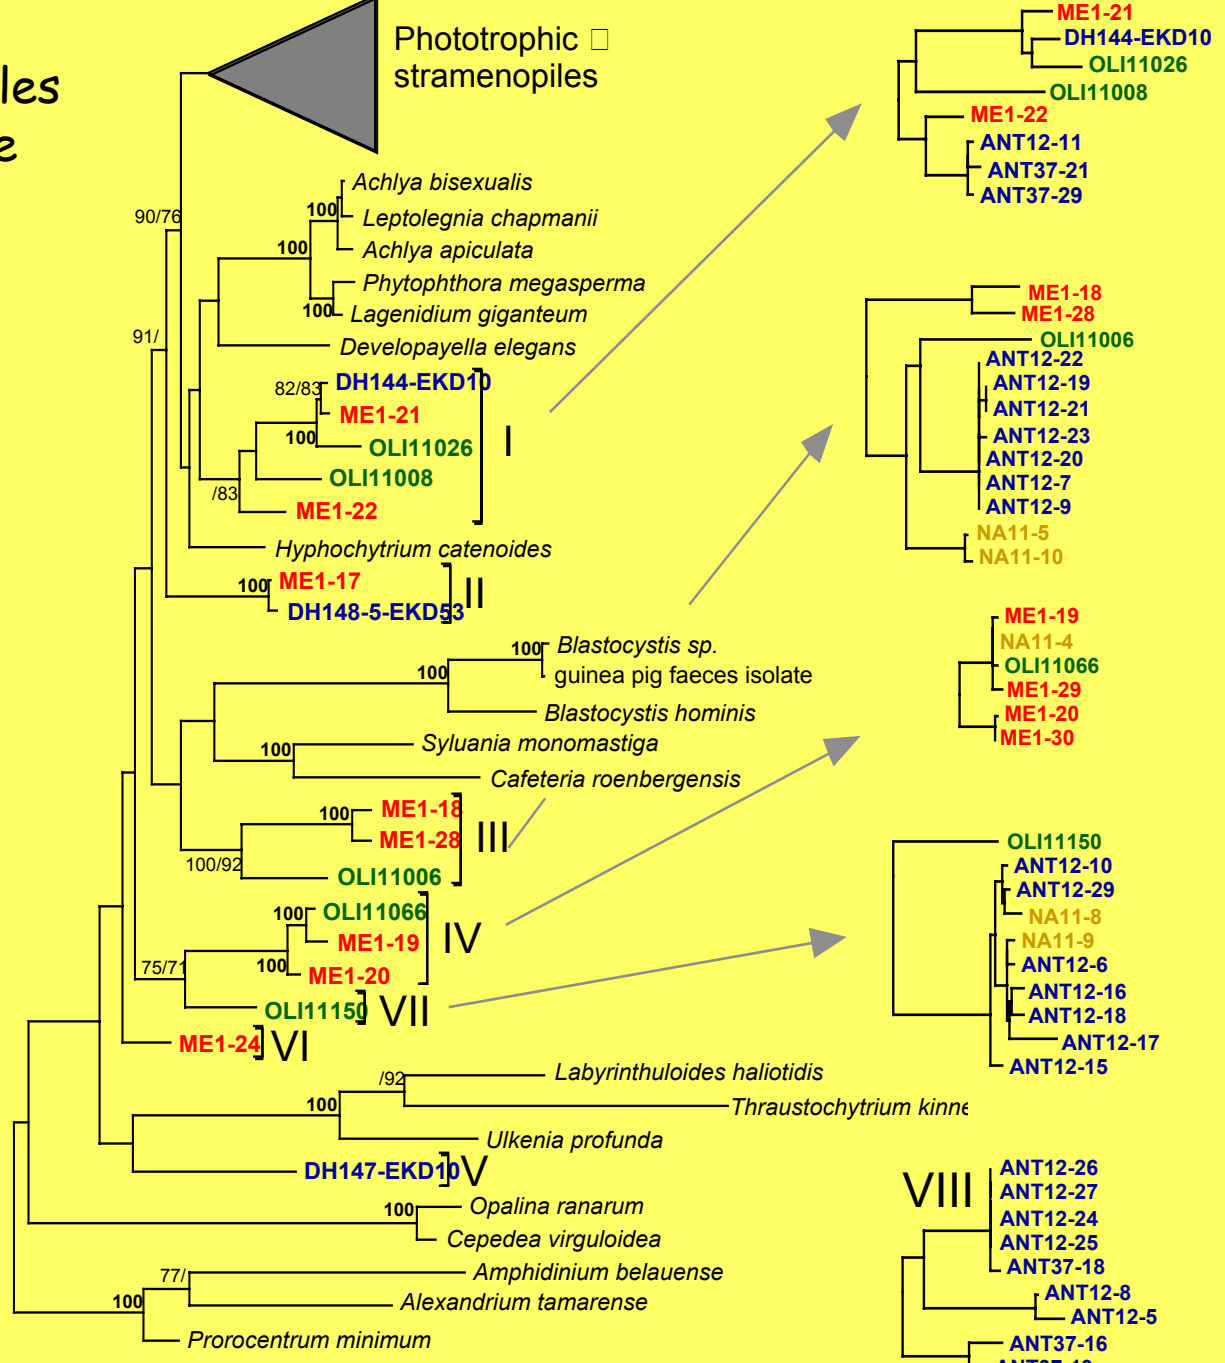 les
e
Phototrophic
stramenopiles
90/76
Achlya bisexualis
100
Leptolegnia chapmanii
100
Achlya apiculata
Phytophthora megasperma
100
Lagenidium giganteum
91/
Developayella elegans
82/83
DH144-EKD10
ME1-21
100
OLI11026
I
OLI11008
/83
ME1-22
Hyphochytrium catenoides
100
ME1-17
II
DH148-5-EKD53
100
Blastocystis sp.
100
guinea pig faeces isolate
Blastocystis hominis
100
Syluania monomastiga
Cafeteria roenbergensis
100
ME1-18
ME1-28
III
100/92
OLI11006
100
OLI11066
ME1-19
IV
75/71
100
ME1-20
OLI11150
VII
ME1-24
VI
/92
Labyrinthuloides haliotidis
100
Thraustochytrium kinne
Ulkenia profunda
DH147-EKD10
V
100
Opalina ranarum
Cepedea virguloidea
77/
Amphidinium belauense
100
Alexandrium tamarense
Prorocentrum minimum
ME1-21
DH144-EKD10
OLI11026
OLI11008
ME1-22
ANT12-11
ANT37-21
ANT37-29
ME1-18
ME1-28
OLI11006
ANT12-22
ANT12-19
ANT12-21
ANT12-23
ANT12-20
ANT12-7
ANT12-9
NA11-5
NA11-10
ME1-19
NA11-4
OLI11066
ME1-29
ME1-20
ME1-30
OLI11150
ANT12-10
ANT12-29
NA11-8
NA11-9
ANT12-6
ANT12-16
ANT12-18
ANT12-17
ANT12-15
VIII
ANT12-26
ANT12-27
ANT12-24
ANT12-25
ANT37-18
ANT12-8
ANT12-5
ANT37-16